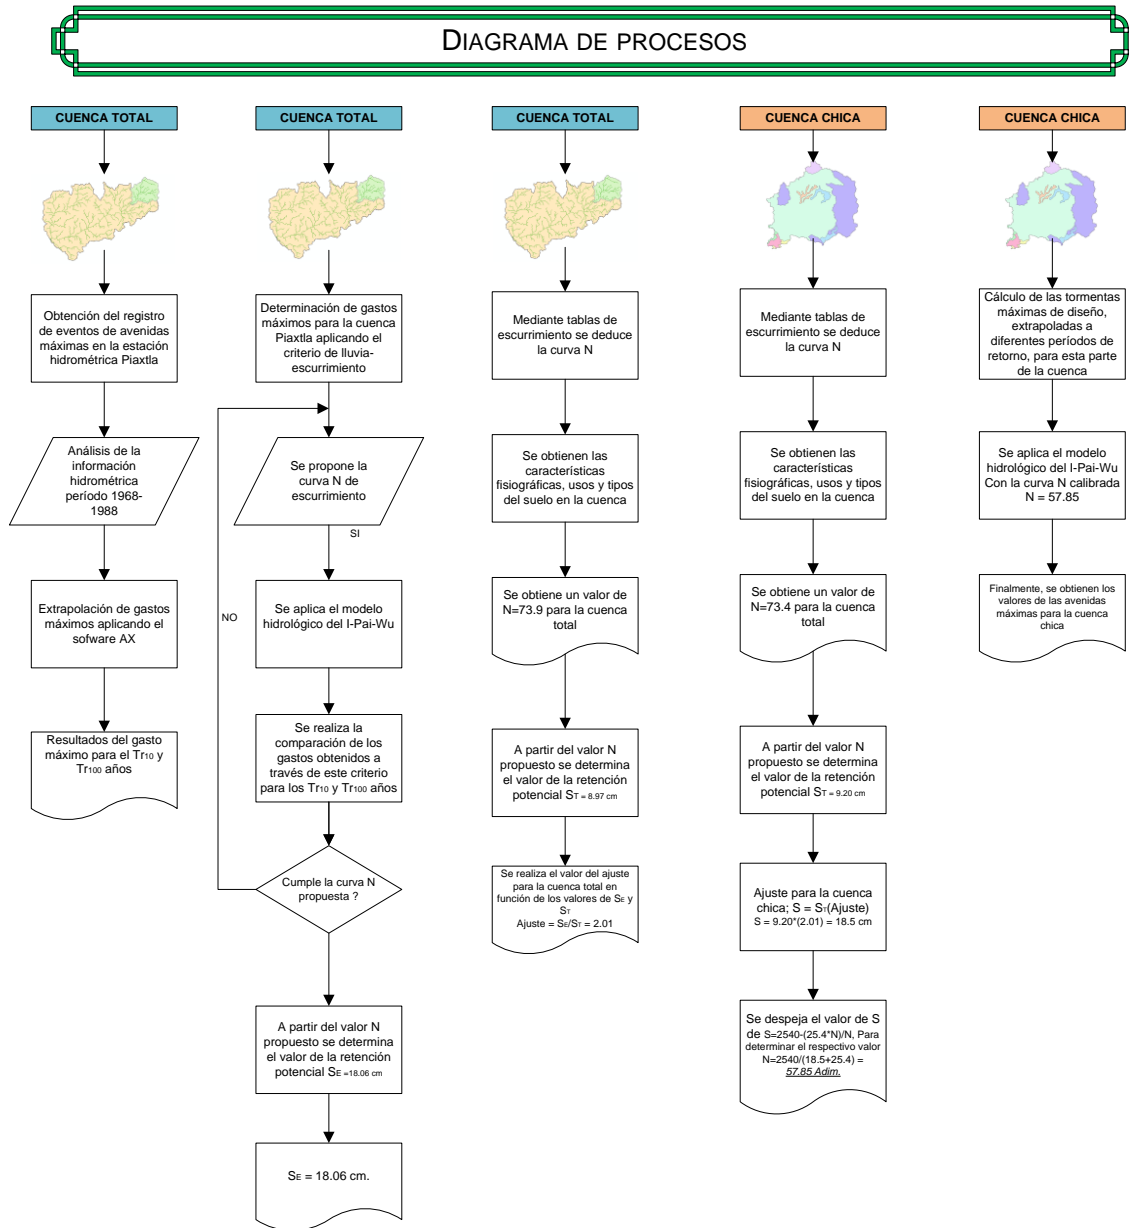 DIAGRAMA DE PROCESOS
CUENCA TOTAL
Obtención del registro
de eventos de avenidas
máximas en la estación
hidrométrica Piaxtla
Análisis de la
información
hidrométrica
período 1968-
1988
Extrapolación de gastos
máximos aplicando el
sofware AX
Resultados del gasto
máximo para el Tr10 y
Tr100 años
CUENCA TOTAL
Determinación de gastos
máximos para la cuenca
Piaxtla aplicando el
criterio de lluvia-
escurrimiento
Se propone la
curva N de
escurrimiento
SI
NO
Se aplica el modelo
hidrológico del I-Pai-Wu
Se realiza la
comparación de los
gastos obtenidos a
través de este criterio
para los Tr10 y Tr100 años
Cumple la curva N
propuesta ?
A partir del valor N
propuesto se determina
el valor de la retención
potencial SE =18.06 cm
SE = 18.06 cm.
CUENCA TOTAL
Mediante tablas de
escurrimiento se deduce
la curva N
Se obtienen las
características
fisiográficas, usos y tipos
del suelo en la cuenca
Se obtiene un valor de
N=73.9 para la cuenca
total
A partir del valor N
propuesto se determina
el valor de la retención
potencial ST = 8.97 cm
Se realiza el valor del ajuste
para la cuenca total en
función de los valores de SE y
ST
Ajuste = SE/ST = 2.01
CUENCA CHICA
Mediante tablas de
escurrimiento se deduce
la curva N
Se obtienen las
características
fisiográficas, usos y tipos
del suelo en la cuenca
Se obtiene un valor de
N=73.4 para la cuenca
total
A partir del valor N
propuesto se determina
el valor de la retención
potencial ST = 9.20 cm
Ajuste para la cuenca
chica; S = ST(Ajuste)
S = 9.20*(2.01) = 18.5 cm
Se despeja el valor de S
de S=2540-(25.4*N)/N, Para
determinar el respectivo valor
N=2540/(18.5+25.4) =
57.85 Adim.
CUENCA CHICA
Cálculo de las tormentas
máximas de diseño,
extrapoladas a
diferentes períodos de
retorno, para esta parte
de la cuenca
Se aplica el modelo
hidrológico del I-Pai-Wu
Con la curva N calibrada
N = 57.85
Finalmente, se obtienen los
valores de las avenidas
máximas para la cuenca
chica